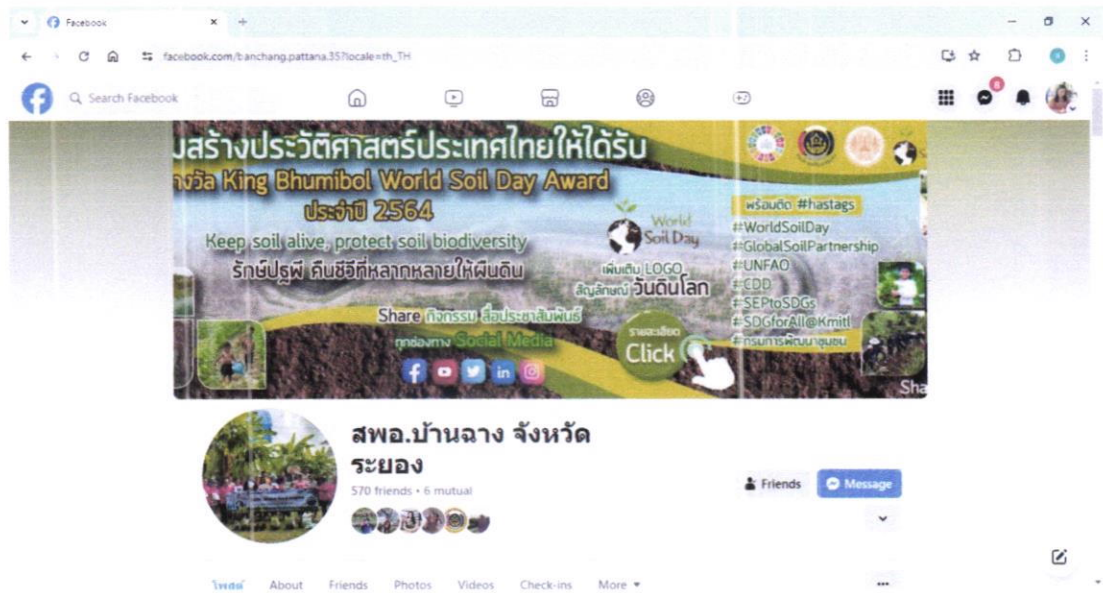 Facebook
facebook.com/banchang.pattana.35?locale=th_TH
Search Facebook
8
มสร้างประวัติศาสตร์ประเทศไทยให้ได้รับ
างวัล King Bhumibol World Soil Day Award
ประจำปี 2564
Keep soil alive, protect soil biodiversity
รักษ์ปฐพี คืนชีวีที่หลากหลายให้ผืนดิน
World
Soil Day
เพิ่มเติม LOGO
สัญลักษณ์ วันดินโลก
Share กิจกรรม สื่อประชาสัมพันธ์
ทุกช่องทาง Social Media
รายละเอียด
Click
พร้อมติด #hastags
#WorldSoilDay
#GlobalSoilPartnership
#UNFAO
#CDD
#SEPtoSDGs
#SDGforAll@Kmitl
#กรมการพัฒนาชุมชน
Sha
สพอ.บ้านฉาง จังหวัด
ระยอง
570 friends • 6 mutual
Friends
Message
โพสต์ About Friends Photos Videos Check-ins More